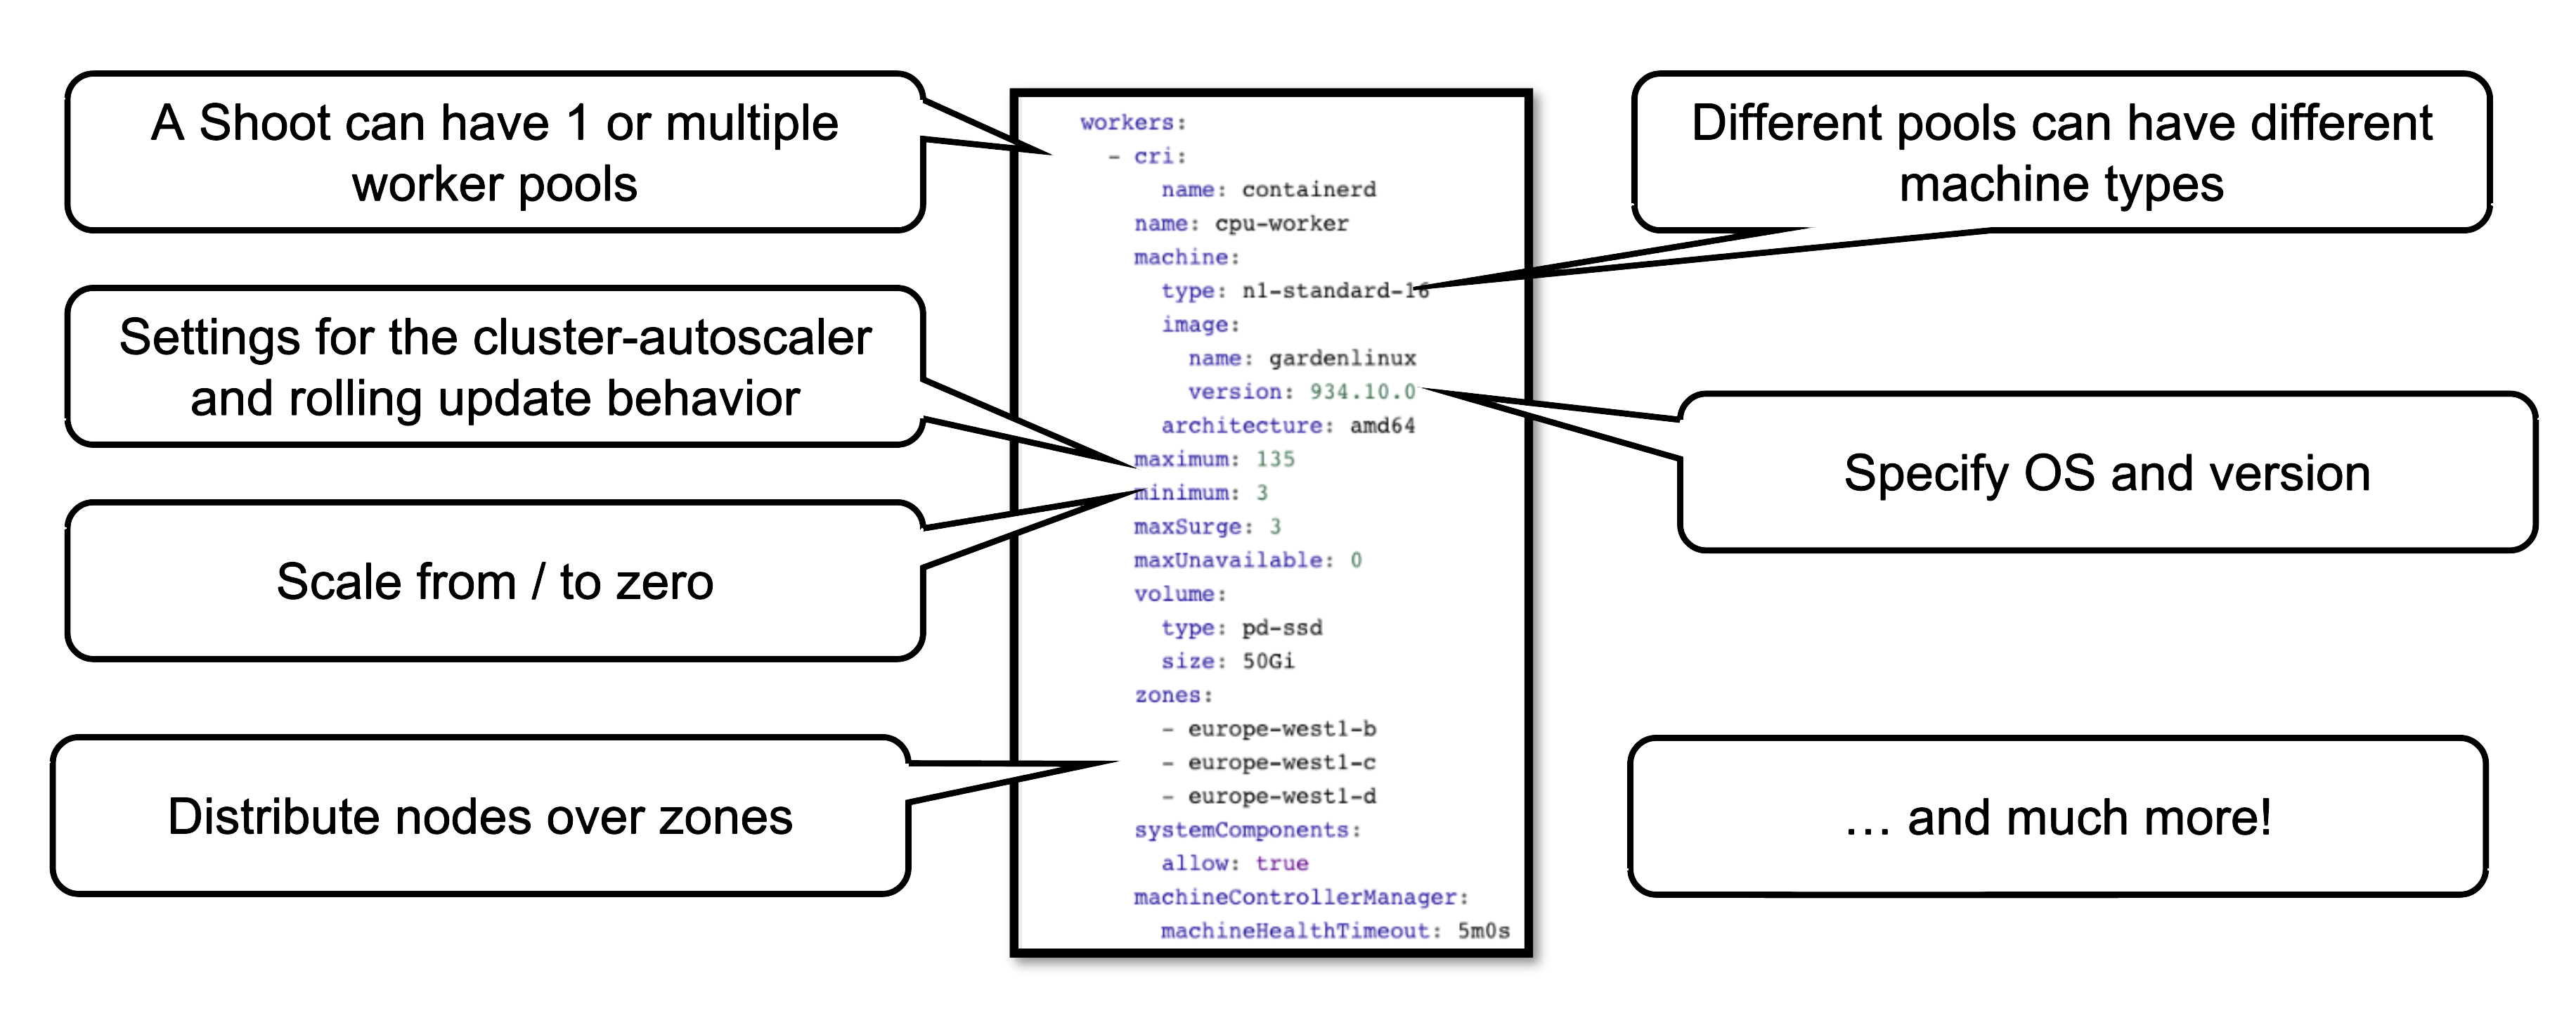 A Shoot can have 1 or multiple
worker pools
Settings for the cluster-autoscaler
and rolling update behavior
Scale from / to zero
Distribute nodes over zones
workers:
- cri:
name: containerd
name: cpu-worker
machine:
type: n1-standard-16
image:
name: gardenlinux
version: 934.10.0
architecture: amd64
maximum: 135
minimum: 3
maxSurge: 3
maxUnavailable: 0
volume:
type: pd-ssd
size: 50Gi
zones:
- europe-west1-b
- europe-west1-c
- europe-west1-d
systemComponents:
allow: true
machineControllerManager:
machineHealthTimeout: 5m0s
Different pools can have different
machine types
Specify OS and version
… and much more!